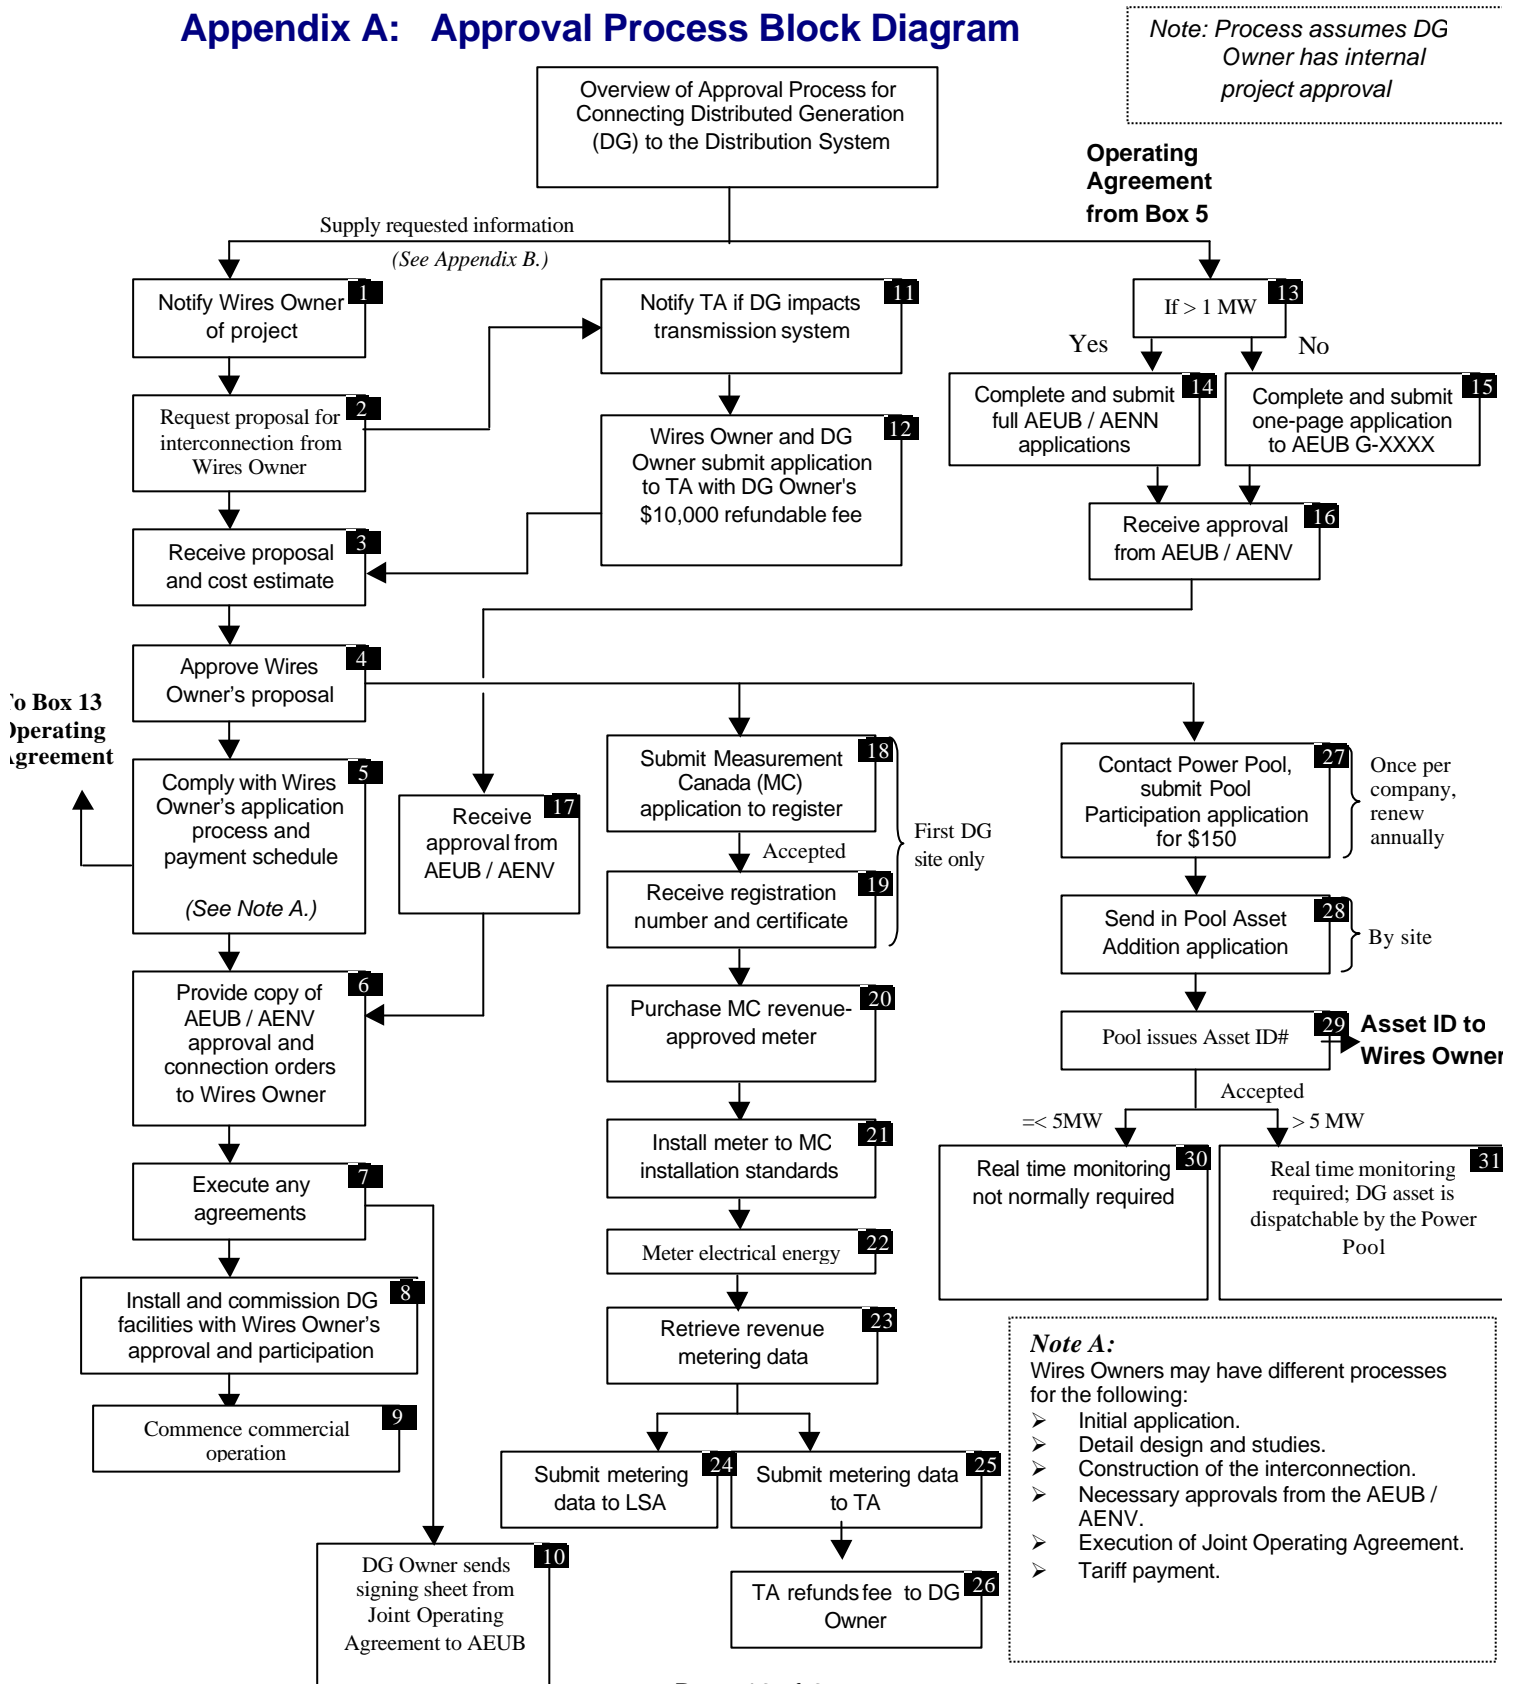 Appendix A: Approval Process Block Diagram
Note: Process assumes DG
Owner has internal
project approval
Overview of Approval Process for
Connecting Distributed Generation
(DG) to the Distribution System
Operating
Agreement
from Box 5
Supply requested information
(See Appendix B.)
1
Notify Wires Owner
of project
11
Notify TA if DG impacts
transmission system
13
If > 1 MW
Yes
No
2
Request proposal for
interconnection from
Wires Owner
12
Wires Owner and DG
Owner submit application
to TA with DG Owner's
$10,000 refundable fee
14
Complete and submit
full AEUB / AENN
applications
15
Complete and submit
one-page application
to AEUB G-XXXX
3
Receive proposal
and cost estimate
16
Receive approval
from AEUB / AENV
4
Approve Wires
Owner's proposal
To Box 13
Operating
Agreement
5
Comply with Wires
Owner's application
process and
payment schedule
(See Note A.)
17
Receive
approval from
AEUB / AENV
18
Submit Measurement
Canada (MC)
application to register
Accepted
19
Receive registration
number and certificate
First DG
site only
27
Contact Power Pool,
submit Pool
Participation application
for $150
Once per
company,
renew
annually
28
Send in Pool Asset
Addition application
By site
6
Provide copy of
AEUB / AENV
approval and
connection orders
to Wires Owner
20
Purchase MC revenue-
approved meter
29
Pool issues Asset ID#
Asset ID to
Wires Owner
Accepted
=< 5MW
> 5 MW
21
Install meter to MC
installation standards
30
Real time monitoring
not normally required
31
Real time monitoring
required; DG asset is
dispatchable by the Power
Pool
7
Execute any
agreements
22
Meter electrical energy
8
Install and commission DG
facilities with Wires Owner's
approval and participation
23
Retrieve revenue
metering data
9
Commence commercial
operation
24
Submit metering
data to LSA
25
Submit metering data
to TA
10
DG Owner sends
signing sheet from
Joint Operating
Agreement to AEUB
26
TA refunds fee to DG
Owner
Note A:
Wires Owners may have different processes
for the following:
➢ Initial application.
➢ Detail design and studies.
➢ Construction of the interconnection.
➢ Necessary approvals from the AEUB /
AENV.
➢ Execution of Joint Operating Agreement.
➢ Tariff payment.